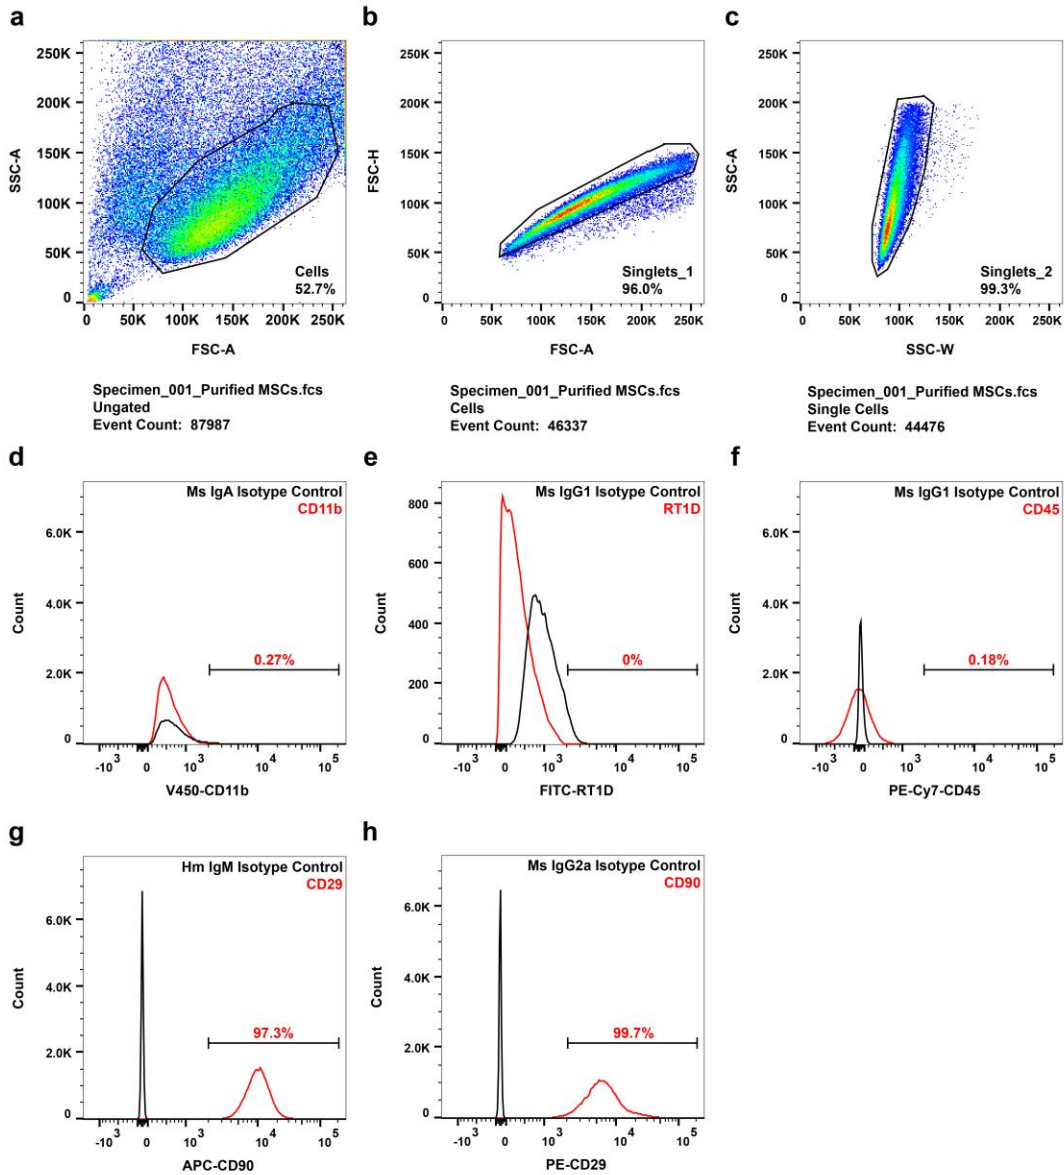 a
b
c
250K
200K
150K
100K
50K
0
SSC-A
Cells
52.7%
0 50K 100K 150K 200K 250K
FSC-A
250K
200K
150K
100K
50K
0
FSC-H
Singlets_1
96.0%
0 50K 100K 150K 200K 250K
FSC-A
250K
200K
150K
100K
50K
0
SSC-A
Singlets_2
99.3%
0 50K 100K 150K 200K 250K
SSC-W
Specimen_001_Purified MSCs.fcs
Ungated
Event Count: 87987
Specimen_001_Purified MSCs.fcs
Cells
Event Count: 46337
Specimen_001_Purified MSCs.fcs
Single Cells
Event Count: 44476
d
e
f
Ms IgA Isotype Control
CD11b
6.0K
4.0K
2.0K
0
Count
0.27%
-10³ 0 10³ 10⁴ 10⁵
V450-CD11b
Ms IgG1 Isotype Control
RT1D
800
600
400
200
0
Count
0%
-10³ 0 10³ 10⁴ 10⁵
FITC-RT1D
Ms IgG1 Isotype Control
CD45
6.0K
4.0K
2.0K
0
Count
0.18%
-10³ 0 10³ 10⁴ 10⁵
PE-Cy7-CD45
g
h
Hm IgM Isotype Control
CD29
6.0K
4.0K
2.0K
0
Count
97.3%
-10³ 0 10³ 10⁴ 10⁵
APC-CD90
Ms IgG2a Isotype Control
CD90
6.0K
4.0K
2.0K
0
Count
99.7%
-10³ 0 10³ 10⁴ 10⁵
PE-CD29